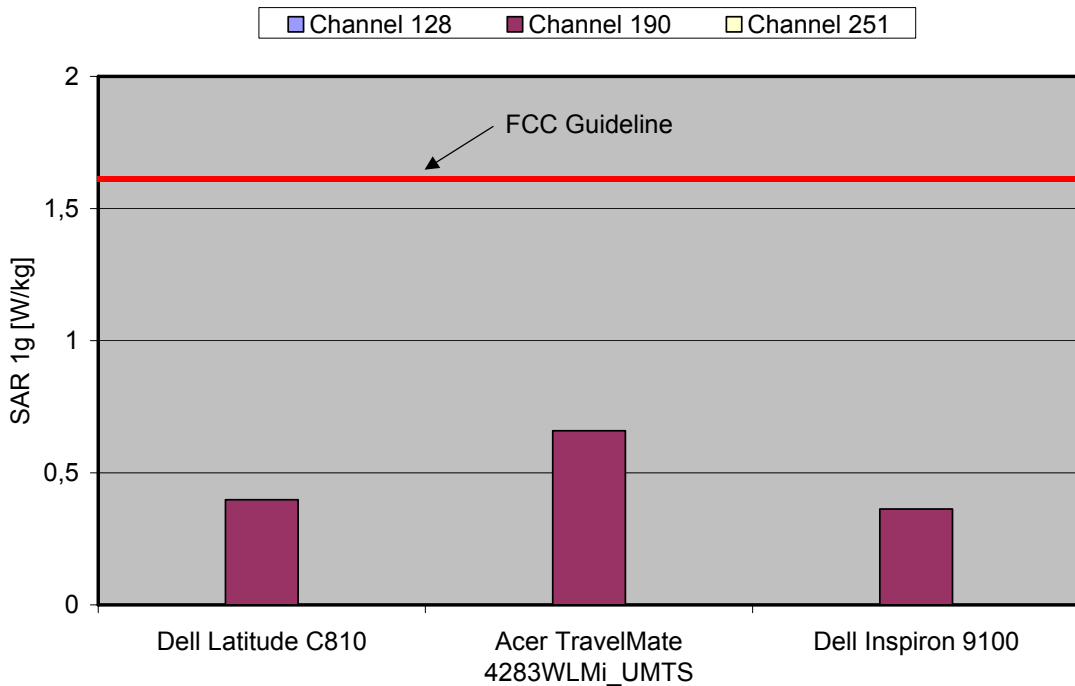 Channel 128 Channel 190 Channel 251
2
FCC Guideline
1,5
1
0,5
0
SAR 1g [W/kg]
Dell Latitude C810
Acer TravelMate
4283WLMi_UMTS
Dell Inspiron 9100